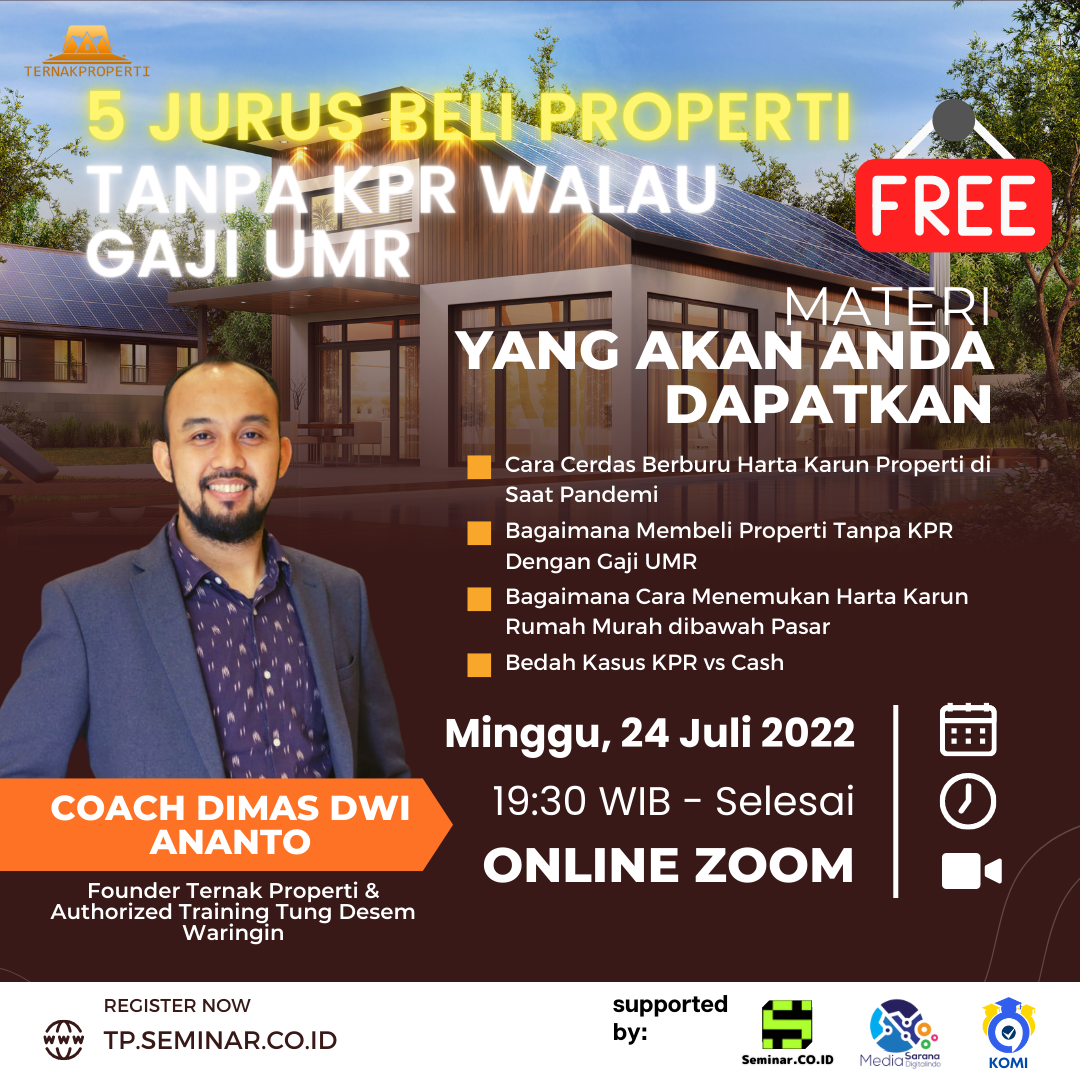 TERNAKPROPERTI
5 JURUS BELI PROPERTI
TANPA KPR WALAU
GAJI UMR
FREE
MATERI
YANG AKAN ANDA
DAPATKAN
Cara Cerdas Berburu Harta Karun Properti di
Saat Pandemi
Bagaimana Membeli Properti Tanpa KPR
Dengan Gaji UMR
Bagaimana Cara Menemukan Harta Karun
Rumah Murah dibawah Pasar
Bedah Kasus KPR vs Cash
Minggu, 24 Juli 2022
19:30 WIB - Selesai
ONLINE ZOOM
COACH DIMAS DWI
ANANTO
Founder Ternak Properti &
Authorized Training Tung Desem
Waringin
REGISTER NOW
www
TP.SEMINAR.CO.ID
supported
by:
Seminar.CO.ID
Media Sarana
Digitalindo
KOMI